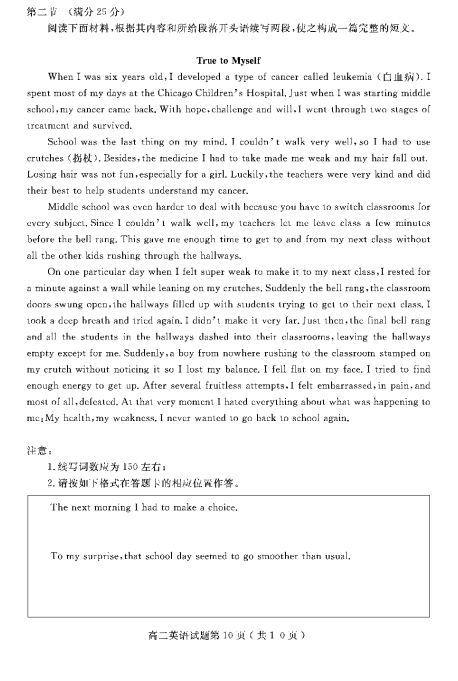 第二节 (满分 25 分)
阅读下面材料,根据其内容和所给段落开头语续写两段,使之构成一篇完整的短文。
True to Myself
When I was six years old, I developed a type of cancer called leukemia (白血病). I
spent most of my days at the Chicago Children's Hospital. Just when I was starting middle
school, my cancer came back. With hope, challenge and will, I went through two stages of
treatment and survived.
School was the last thing on my mind. I couldn't walk very well, so I had to use
crutches (拐杖). Besides, the medicine I had to take made me weak and my hair fall out.
Losing hair was not fun, especially for a girl. Luckily, the teachers were very kind and did
their best to help students understand my cancer.
Middle school was even harder to deal with because you have to switch classrooms for
every subject. Since I couldn't walk well, my teachers let me leave class a few minutes
before the bell rang. This gave me enough time to get to and from my next class without
all the other kids rushing through the hallways.
On one particular day when I felt super weak to make it to my next class, I rested for
a minute against a wall while leaning on my crutches. Suddenly the bell rang, the classroom
doors swung open, the hallways filled up with students trying to get to their next class. I
took a deep breath and tried again. I didn't make it very far. Just then, the final bell rang
and all the students in the hallways dashed into their classrooms, leaving the hallways
empty except for me. Suddenly, a boy from nowhere rushing to the classroom stamped on
my crutch without noticing it so I lost my balance. I fell flat on my face. I tried to find
enough energy to get up. After several fruitless attempts, I felt embarrassed, in pain, and
most of all, defeated. At that very moment I hated everything about what was happening to
me: My health, my weakness. I never wanted to go back to school again.
注意:
1. 续写词数应为 150 左右;
2. 请按如下格式在答题卡的相应位置作答。
The next morning I had to make a choice.
To my surprise, that school day seemed to go smoother than usual.
高二英语试题第 10 页 ( 共 1 0 页 )